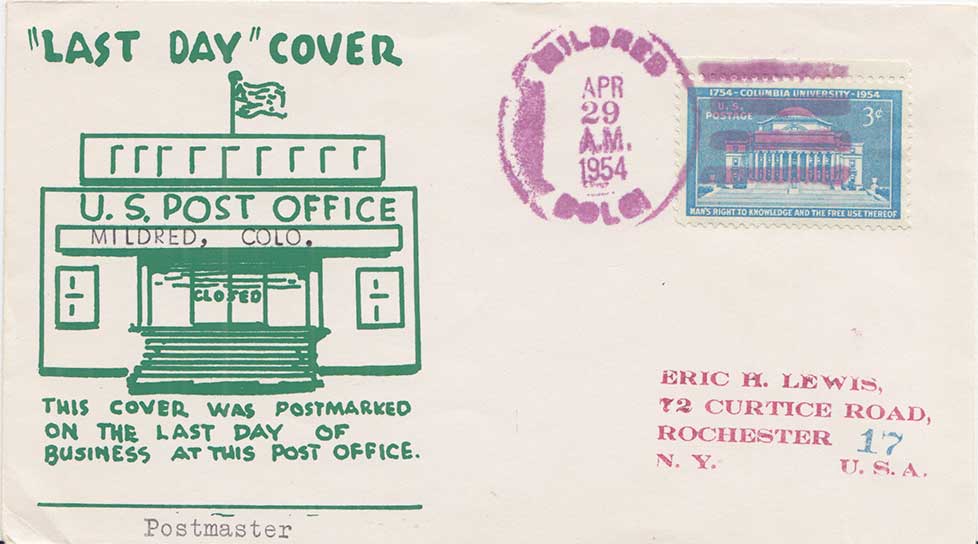 "LAST DAY" COVER
U.S. POST OFFICE
MILDRED, COLO.
CLOSED
THIS COVER WAS POSTMARKED
ON THE LAST DAY OF
BUSINESS AT THIS POST OFFICE.
Postmaster
MILDRED
APR
29
A.M.
1954
COLO
1754-COLUMBIA UNIVERSITY-1954
U.S.
POSTAGE
3¢
MAN'S RIGHT TO KNOWLEDGE AND THE FREE USE THEREOF
ERIC H. LEWIS,
72 CURTICE ROAD,
ROCHESTER 17
N. Y. U. S. A.